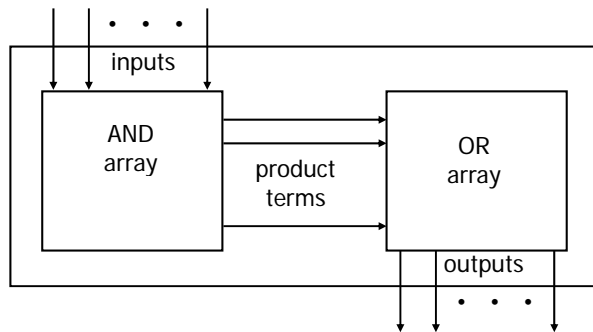 inputs
AND
array
product
terms
OR
array
outputs